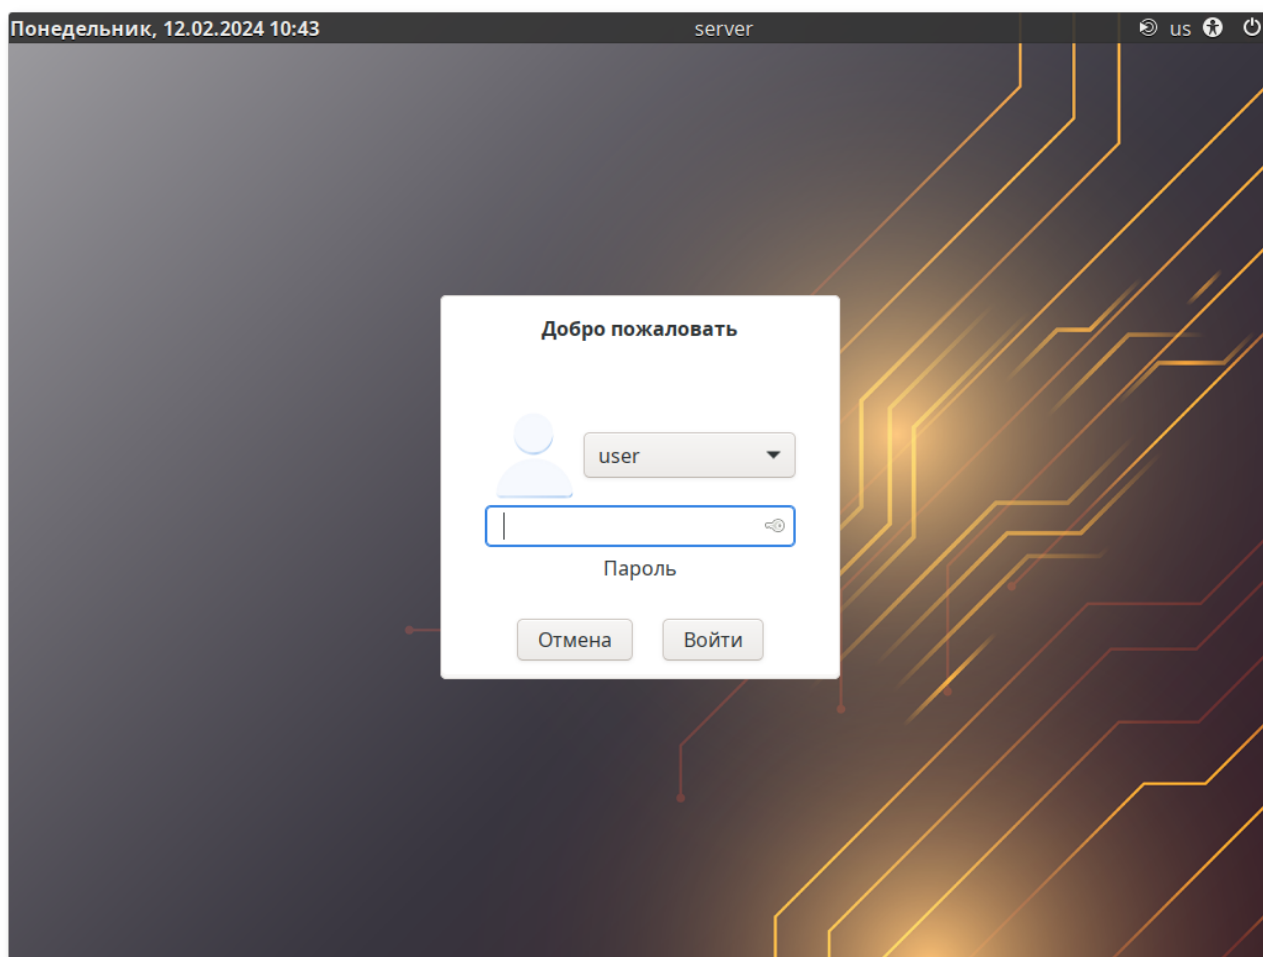 Понедельник, 12.02.2024 10:43 server us
Добро пожаловать
user
Пароль
Отмена Войти